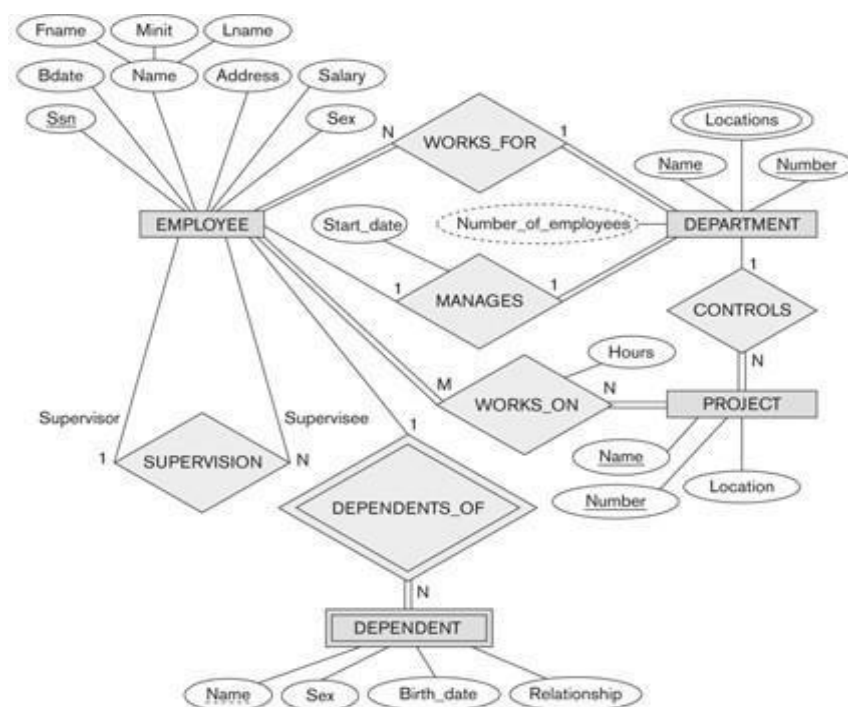 Fname
Minit
Lname
Bdate
Name
Address
Salary
Ssn
Sex
N
WORKS_FOR
1
Locations
Name
Number
EMPLOYEE
Start_date
Number_of_employees
DEPARTMENT
1
MANAGES
1
1
CONTROLS
N
Hours
M
WORKS_ON
N
PROJECT
Supervisor
Supervisee
1
SUPERVISION
N
1
Name
Number
Location
DEPENDENTS_OF
N
DEPENDENT
Name
Sex
Birth_date
Relationship